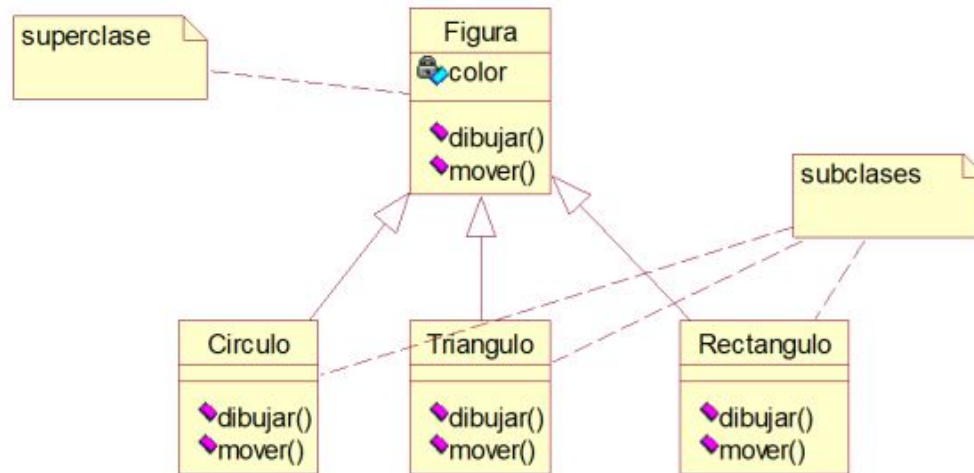 superclase
Figura
color
dibujar()
mover()
subclases
Circulo
dibujar()
mover()
Triangulo
dibujar()
mover()
Rectangulo
dibujar()
mover()